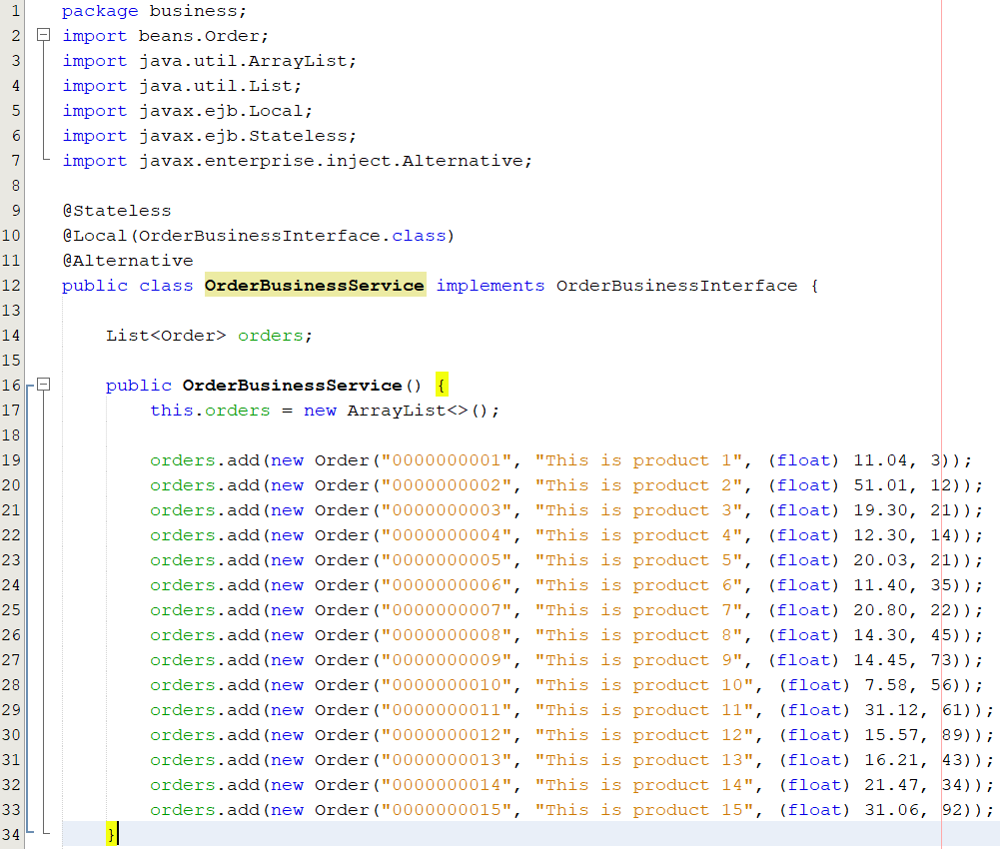 1 package business;
2 import beans.Order;
3 import java.util.ArrayList;
4 import java.util.List;
5 import javax.ejb.Local;
6 import javax.ejb.Stateless;
7 import javax.enterprise.inject.Alternative;
8
9 @Stateless
10 @Local(OrderBusinessInterface.class)
11 @Alternative
12 public class OrderBusinessService implements OrderBusinessInterface {
13
14 List<Order> orders;
15
16 public OrderBusinessService() {
17 this.orders = new ArrayList<>();
18
19 orders.add(new Order("0000000001", "This is product 1", (float) 11.04, 3));
20 orders.add(new Order("0000000002", "This is product 2", (float) 51.01, 12));
21 orders.add(new Order("0000000003", "This is product 3", (float) 19.30, 21));
22 orders.add(new Order("0000000004", "This is product 4", (float) 12.30, 14));
23 orders.add(new Order("0000000005", "This is product 5", (float) 20.03, 21));
24 orders.add(new Order("0000000006", "This is product 6", (float) 11.40, 35));
25 orders.add(new Order("0000000007", "This is product 7", (float) 20.80, 22));
26 orders.add(new Order("0000000008", "This is product 8", (float) 14.30, 45));
27 orders.add(new Order("0000000009", "This is product 9", (float) 14.45, 73));
28 orders.add(new Order("0000000010", "This is product 10", (float) 7.58, 56));
29 orders.add(new Order("0000000011", "This is product 11", (float) 31.12, 61));
30 orders.add(new Order("0000000012", "This is product 12", (float) 15.57, 89));
31 orders.add(new Order("0000000013", "This is product 13", (float) 16.21, 43));
32 orders.add(new Order("0000000014", "This is product 14", (float) 21.47, 34));
33 orders.add(new Order("0000000015", "This is product 15", (float) 31.06, 92));
34 }